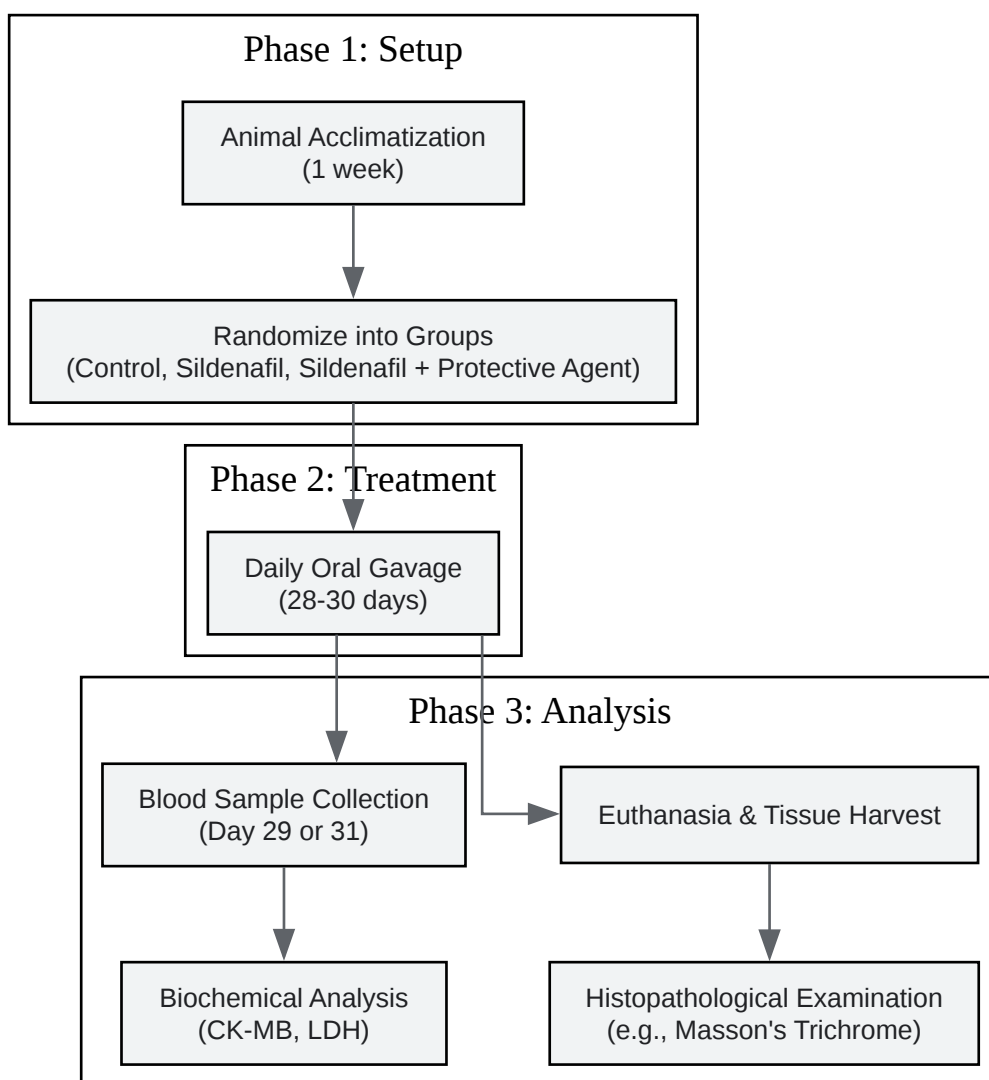 Phase 1: Setup
Animal Acclimatization
(1 week)
Randomize into Groups
(Control, Sildenafil, Sildenafil + Protective Agent)
Phase 2: Treatment
Daily Oral Gavage
(28-30 days)
Phase 3: Analysis
Blood Sample Collection
(Day 29 or 31)
Euthanasia & Tissue Harvest
Biochemical Analysis
(CK-MB, LDH)
Histopathological Examination
(e.g., Masson's Trichrome)